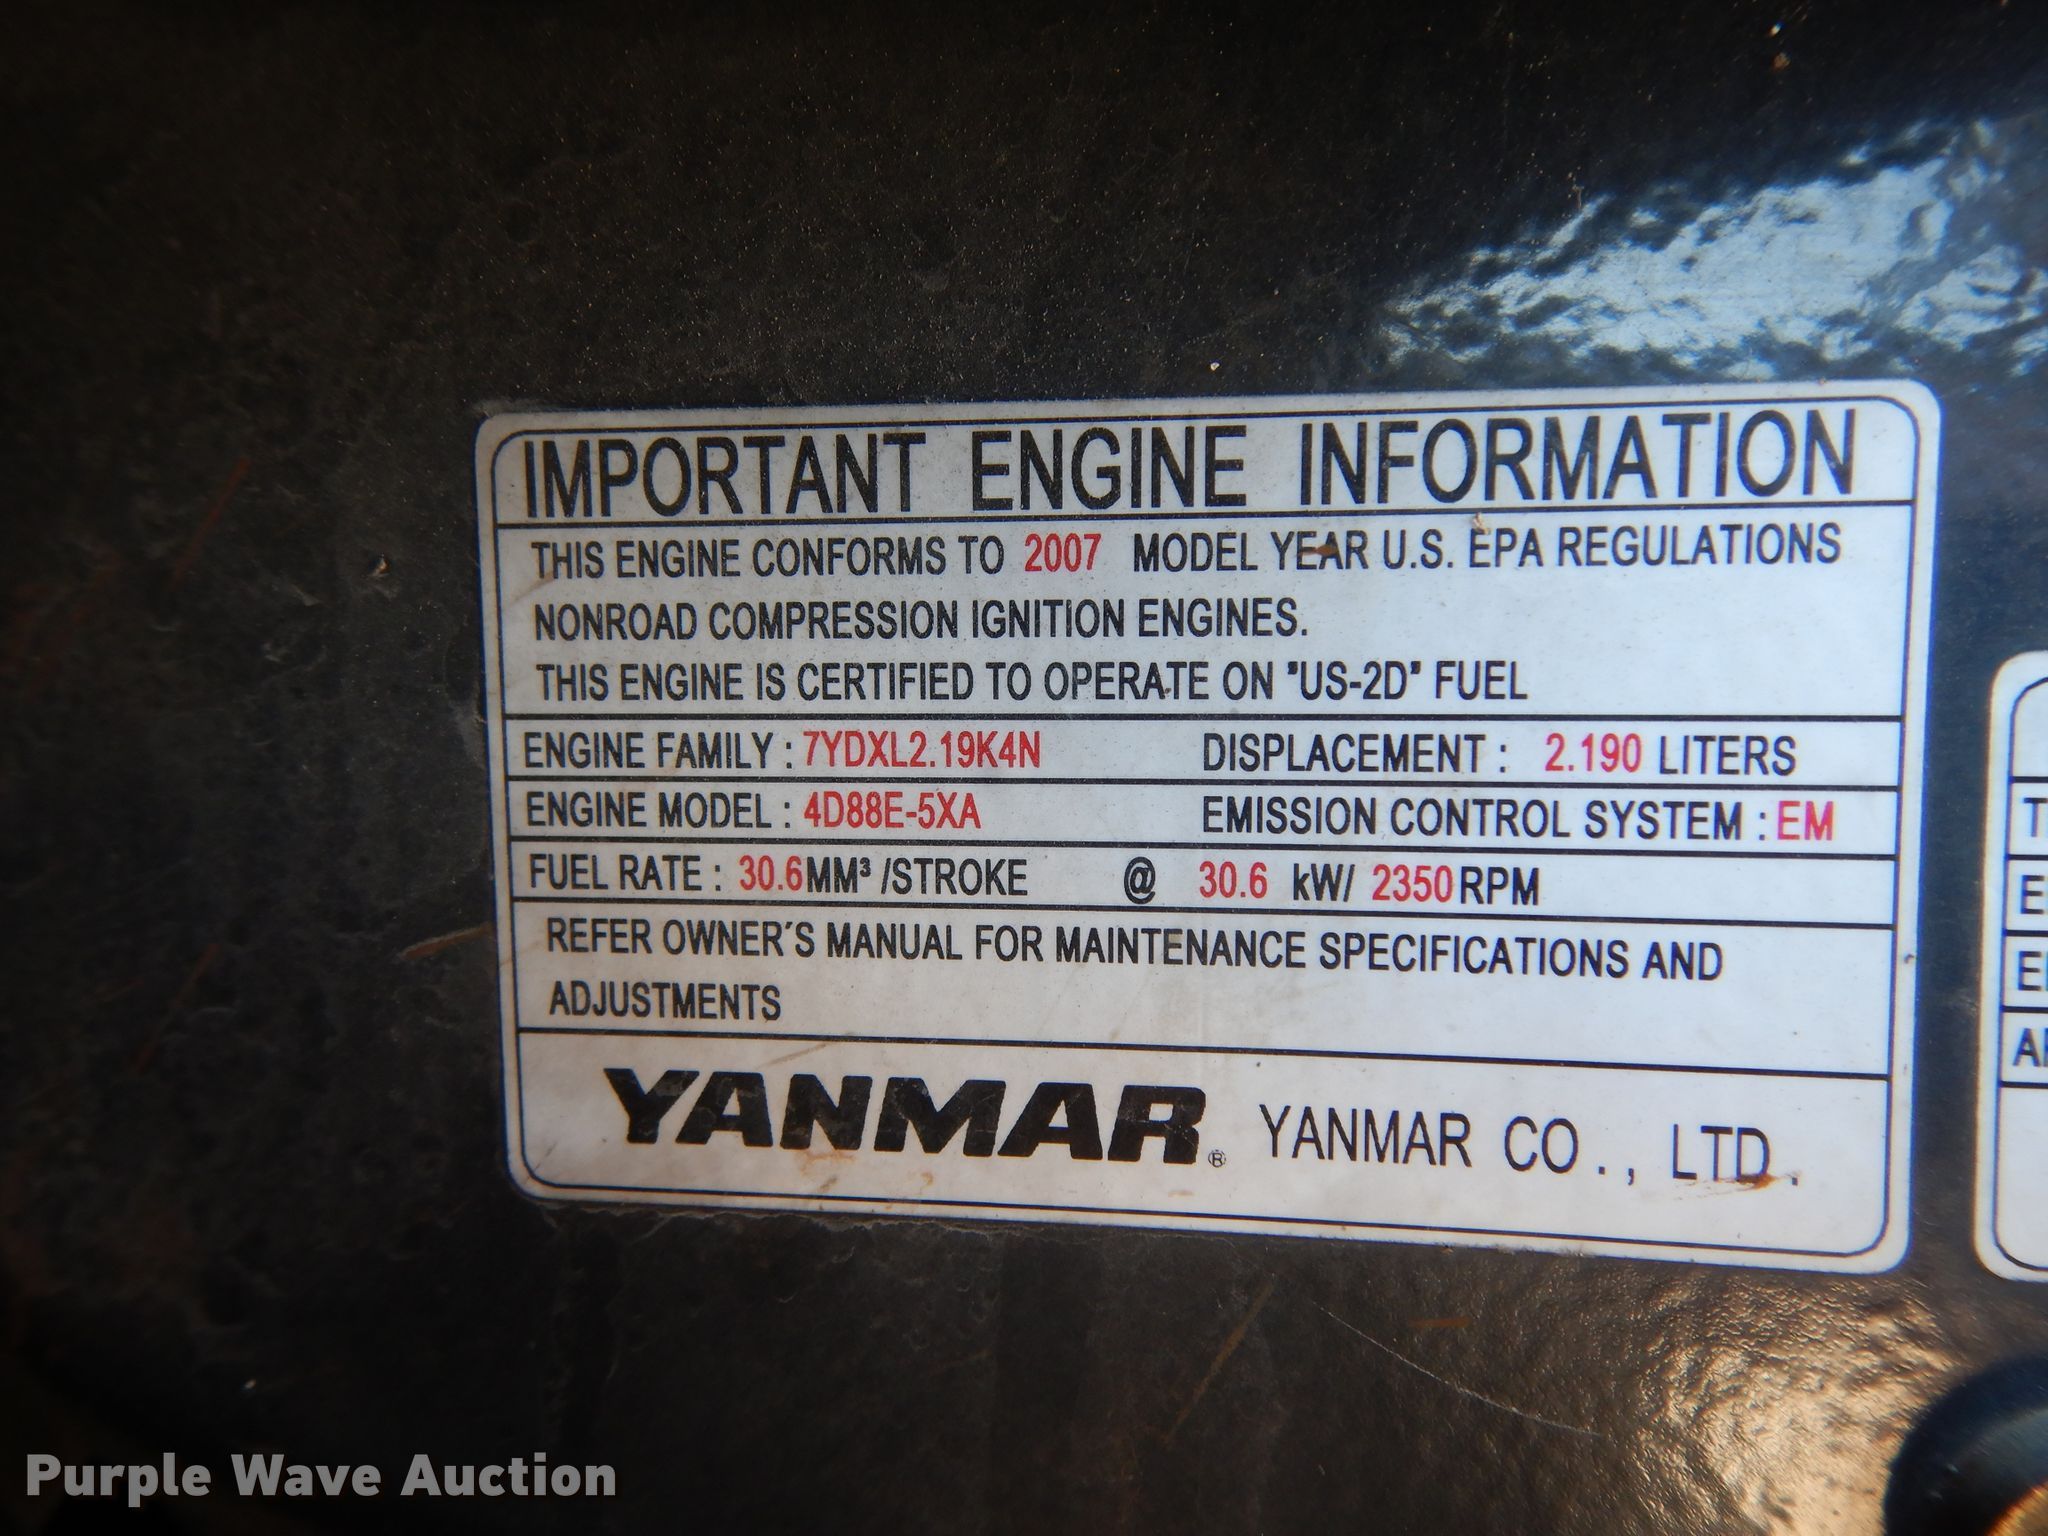 IMPORTANT ENGINE INFORMATION
THIS ENGINE CONFORMS TO 2007 MODEL YEAR U.S. EPA REGULATIONS
NONROAD COMPRESSION IGNITION ENGINES.
THIS ENGINE IS CERTIFIED TO OPERATE ON "US-2D" FUEL
ENGINE FAMILY : 7YDXL2.19K4N DISPLACEMENT : 2.190 LITERS
ENGINE MODEL : 4D88E-5XA EMISSION CONTROL SYSTEM : EM
FUEL RATE : 30.6MM³ /STROKE @ 30.6 kW/ 2350 RPM
REFER OWNER'S MANUAL FOR MAINTENANCE SPECIFICATIONS AND
ADJUSTMENTS
YANMAR® YANMAR CO., LTD.
Purple Wave Auction